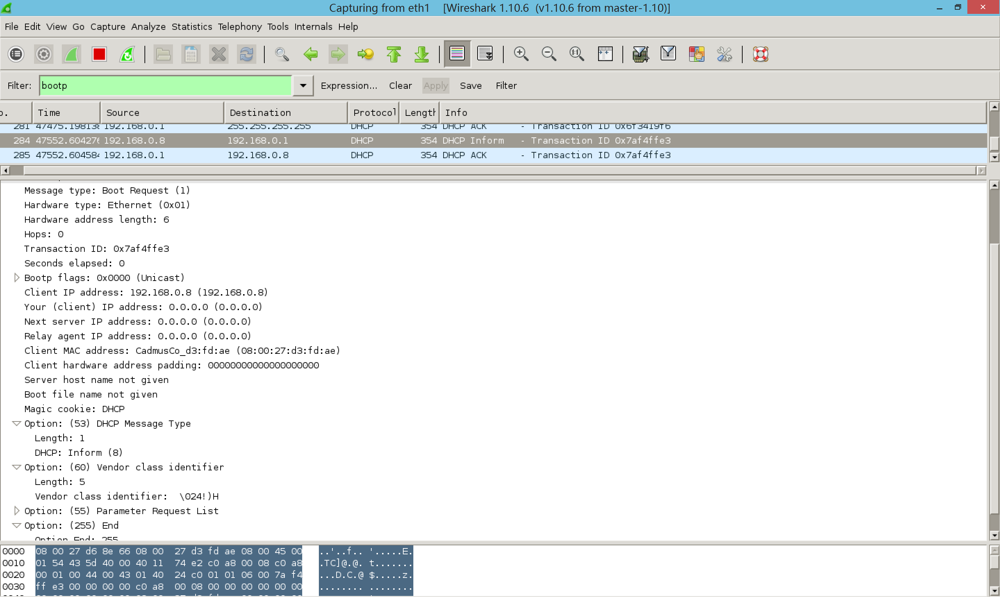 Capturing from eth1 [Wireshark 1.10.6 (v1.10.6 from master-1.10)]
File Edit View Go Capture Analyze Statistics Telephony Tools Internals Help
Filter: bootp Expression... Clear Apply Save Filter
o. Time Source Destination Protocol Length Info
281 47475.198138 192.168.0.1 255.255.255.255 DHCP 354 DHCP ACK - Transaction ID 0x6f3419f6
284 47552.604276 192.168.0.8 192.168.0.1 DHCP 354 DHCP Inform - Transaction ID 0x7af4ffe3
285 47552.604584 192.168.0.1 192.168.0.8 DHCP 354 DHCP ACK - Transaction ID 0x7af4ffe3
Message type: Boot Request (1)
Hardware type: Ethernet (0x01)
Hardware address length: 6
Hops: 0
Transaction ID: 0x7af4ffe3
Seconds elapsed: 0
Bootp flags: 0x0000 (Unicast)
Client IP address: 192.168.0.8 (192.168.0.8)
Your (client) IP address: 0.0.0.0 (0.0.0.0)
Next server IP address: 0.0.0.0 (0.0.0.0)
Relay agent IP address: 0.0.0.0 (0.0.0.0)
Client MAC address: CadmusCo_d3:fd:ae (08:00:27:d3:fd:ae)
Client hardware address padding: 00000000000000000000
Server host name not given
Boot file name not given
Magic cookie: DHCP
Option: (53) DHCP Message Type
Length: 1
DHCP: Inform (8)
Option: (60) Vendor class identifier
Length: 5
Vendor class identifier: \024!)H
Option: (55) Parameter Request List
Option: (255) End
Option End: 255
0000 08 00 27 d6 8e 66 08 00 27 d3 fd ae 08 00 45 00 ..'..f.. '.....E.
0010 01 54 43 5d 40 00 40 11 74 e2 c0 a8 00 08 c0 a8 .TC]@.@. t.......
0020 00 01 00 44 00 43 01 40 24 c0 01 01 06 00 7a f4 ...D.C.@ $.....z.
0030 ff e3 00 00 00 00 c0 a8 00 08 00 00 00 00 00 00 ........ ........